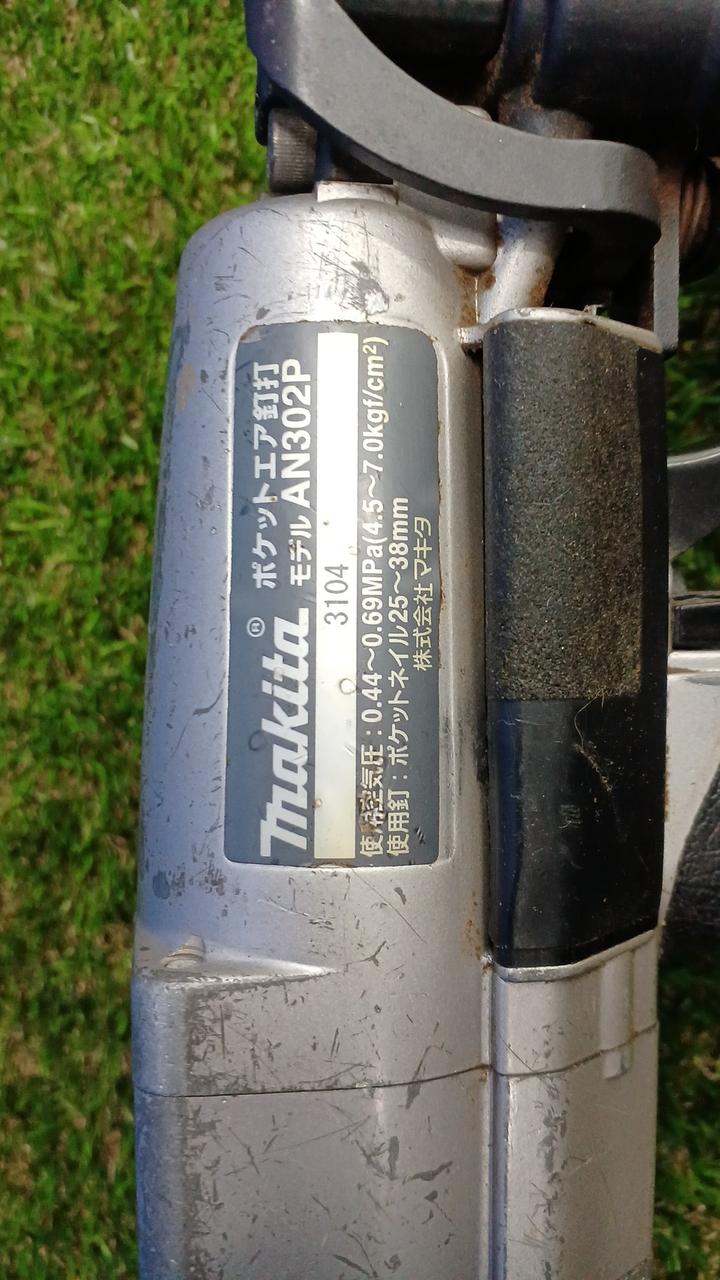 makita® ポケットエア釘打
モデル AN302P
3104
使用空気圧:0.44〜0.69MPa(4.5〜7.0kgf/cm²)
使用釘:ポケットネイル25〜38mm
株式会社マキタ